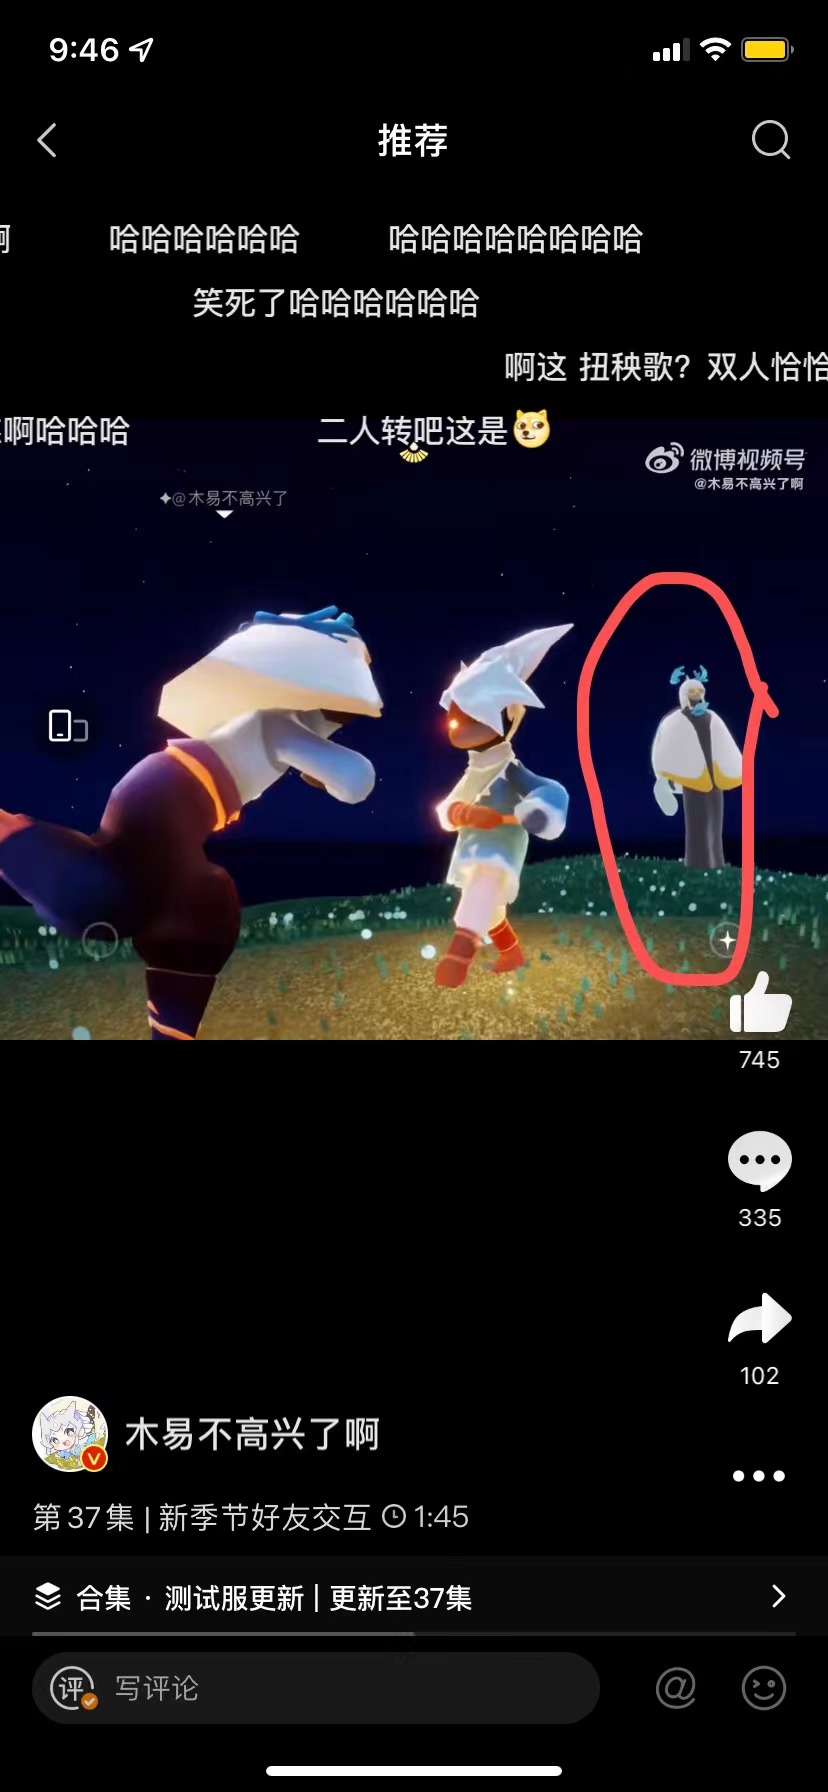 9:46
推荐
啊
哈哈哈哈哈哈
哈哈哈哈哈哈哈哈
笑死了哈哈哈哈哈哈
啊这 扭秧歌？双人恰恰
啊哈哈哈
二人转吧这是
微博视频号
@木易不高兴了啊
@木易不高兴了
745
335
102
木易不高兴了啊
第37集 | 新季节好友交互 1:45
合集 · 测试服更新 | 更新至37集
评 写评论